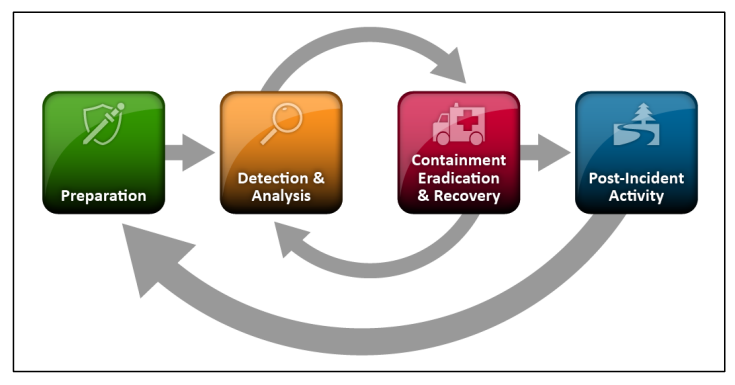 Preparation
Detection &
Analysis
Containment
Eradication
& Recovery
Post-Incident
Activity